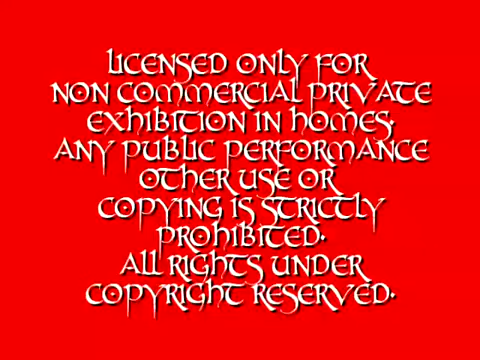 LICENSED ONLY FOR
NON COMMERCIAL PRIVATE
EXHIBITION IN HOMES.
ANY PUBLIC PERFORMANCE
OTHER USE OR
COPYING IS STRICTLY
PROHIBITED.
ALL RIGHTS UNDER
COPYRIGHT RESERVED.